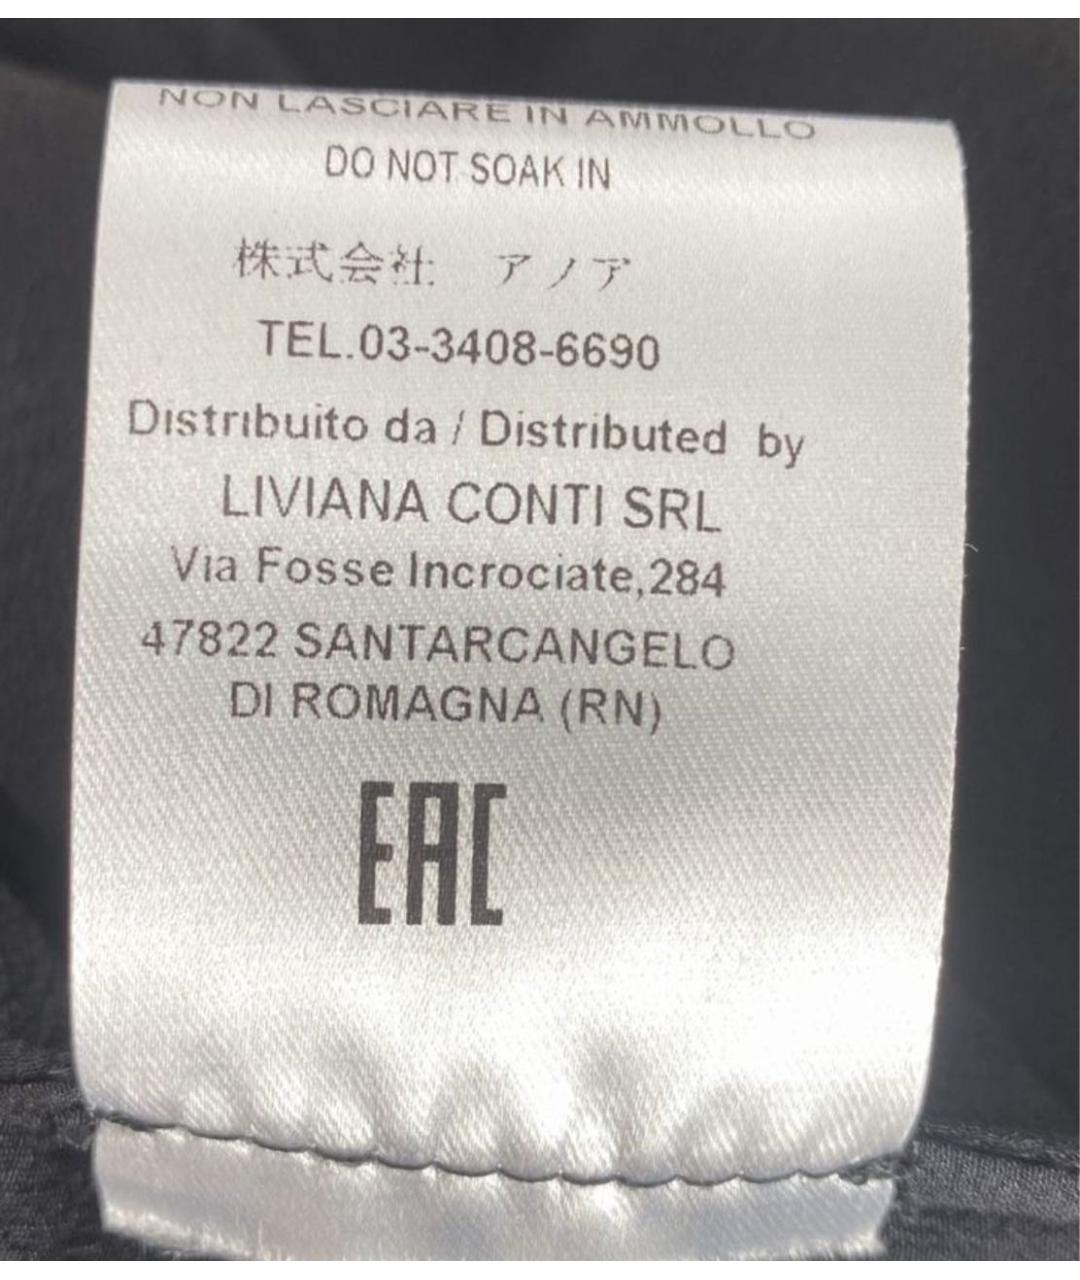 NON LASCIARE IN AMMOLLO
DO NOT SOAK IN
株式会社 アノア
TEL.03-3408-6690
Distribuito da / Distributed by
LIVIANA CONTI SRL
Via Fosse Incrociate,284
47822 SANTARCANGELO
DI ROMAGNA (RN)
EAC